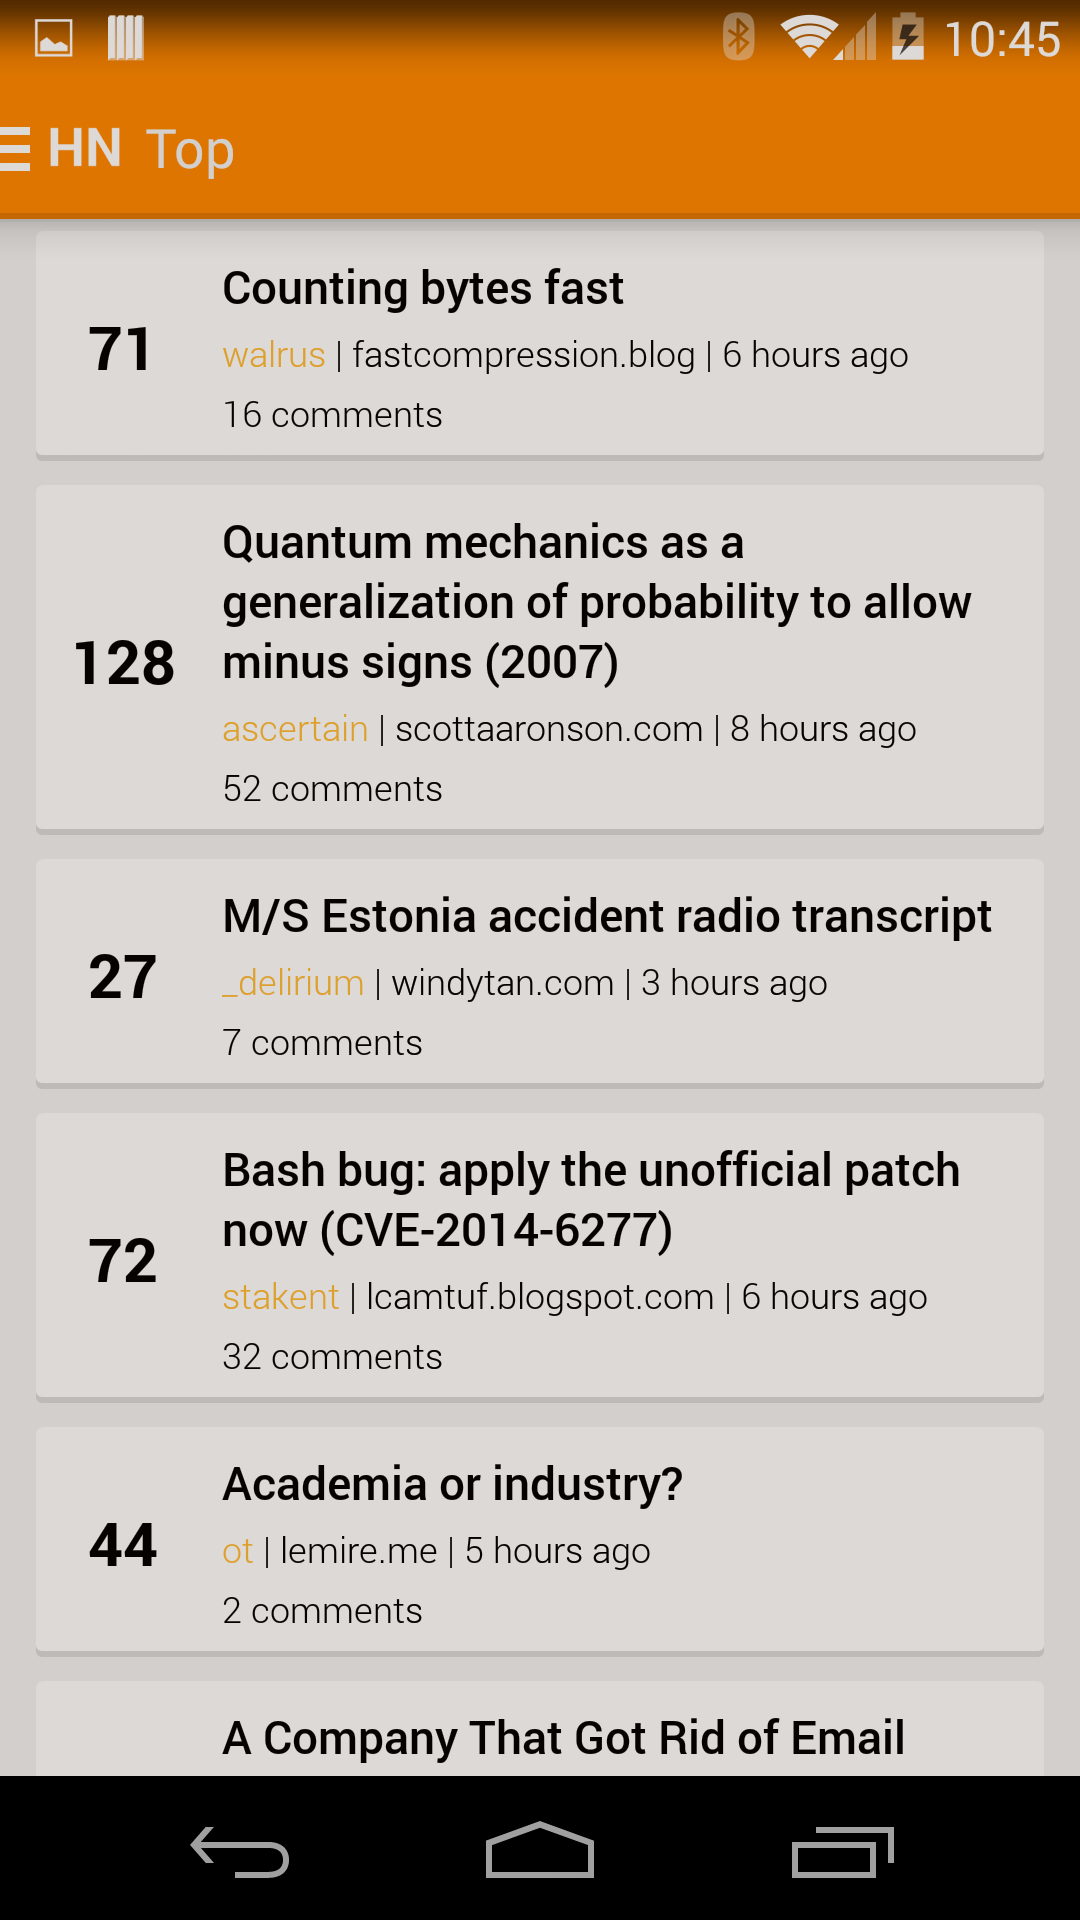 10:45
HN Top
Counting bytes fast
71
walrus | fastcompression.blog | 6 hours ago
16 comments
Quantum mechanics as a
generalization of probability to allow
minus signs (2007)
128
ascertain | scottaaronson.com | 8 hours ago
52 comments
M/S Estonia accident radio transcript
27
_delirium | windytan.com | 3 hours ago
7 comments
Bash bug: apply the unofficial patch
now (CVE-2014-6277)
72
stakent | lcamtuf.blogspot.com | 6 hours ago
32 comments
Academia or industry?
44
ot | lemire.me | 5 hours ago
2 comments
A Company That Got Rid of Email